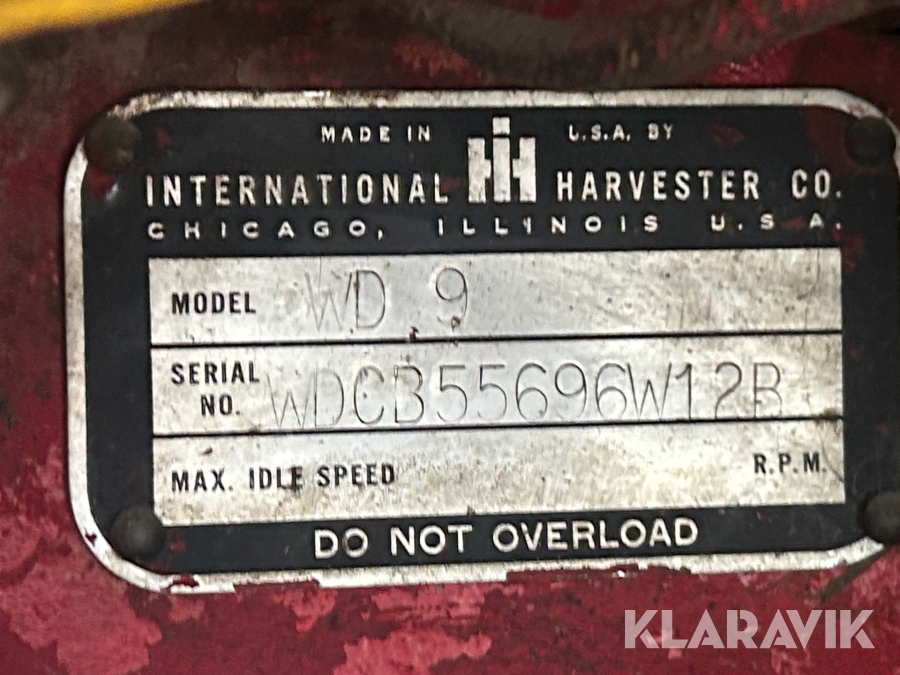 MADE IN IH U.S.A. BY
INTERNATIONAL HARVESTER CO.
CHICAGO, ILLINOIS U.S.A.
MODEL WD 9
SERIAL NO. WDCB55696W12B
MAX. IDLE SPEED R.P.M.
DO NOT OVERLOAD
KLARAVIK